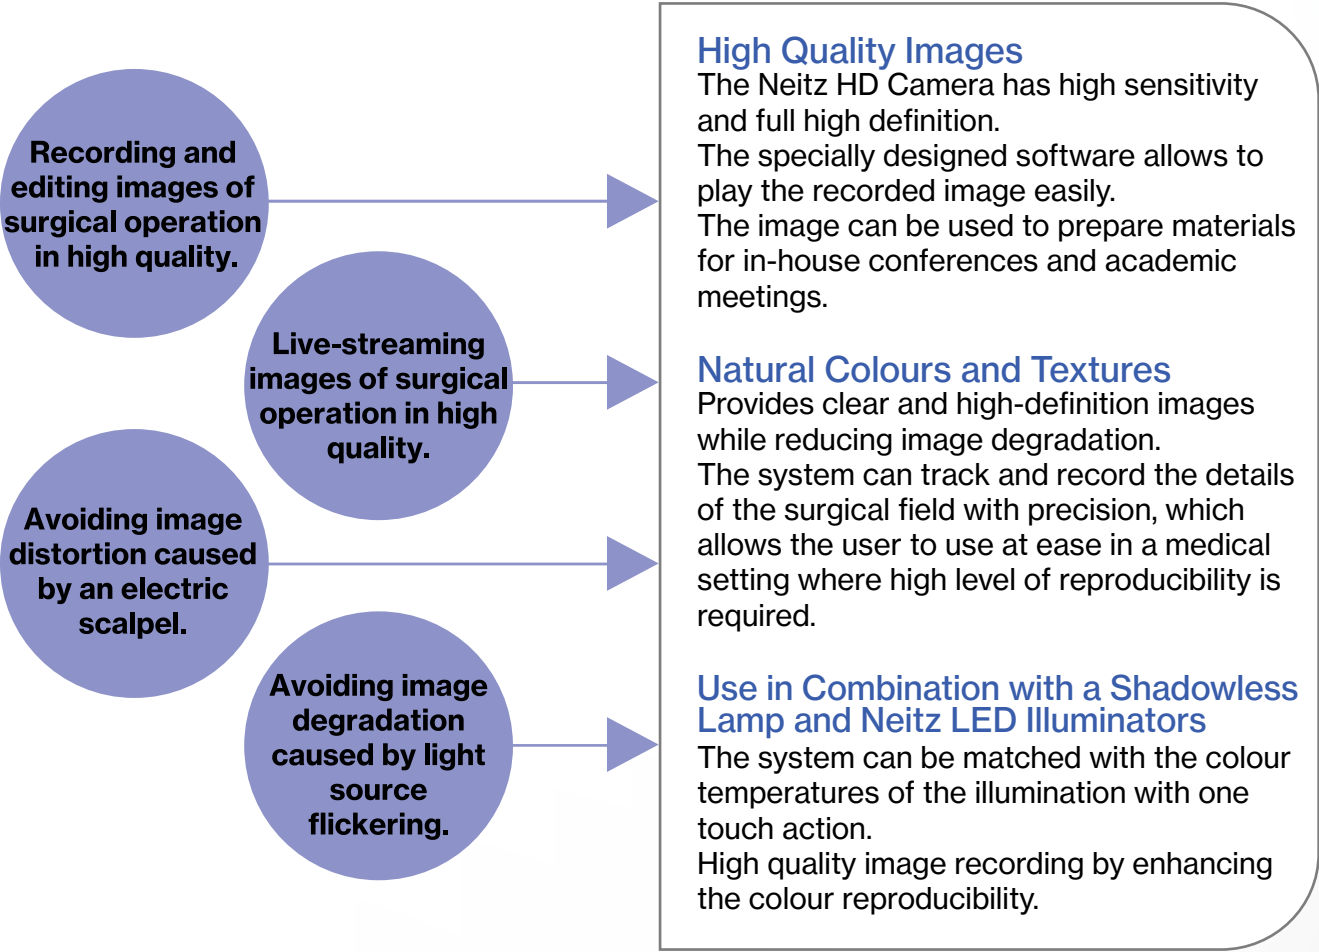 Recording and
editing images of
surgical operation
in high quality.
Live-streaming
images of surgical
operation in high
quality.
Avoiding image
distortion caused
by an electric
scalpel.
Avoiding image
degradation
caused by light
source
flickering.
High Quality Images
The Neitz HD Camera has high sensitivity
and full high definition.
The specially designed software allows to
play the recorded image easily.
The image can be used to prepare materials
for in-house conferences and academic
meetings.
Natural Colours and Textures
Provides clear and high-definition images
while reducing image degradation.
The system can track and record the details
of the surgical field with precision, which
allows the user to use at ease in a medical
setting where high level of reproducibility is
required.
Use in Combination with a Shadowless
Lamp and Neitz LED Illuminators
The system can be matched with the colour
temperatures of the illumination with one
touch action.
High quality image recording by enhancing
the colour reproducibility.